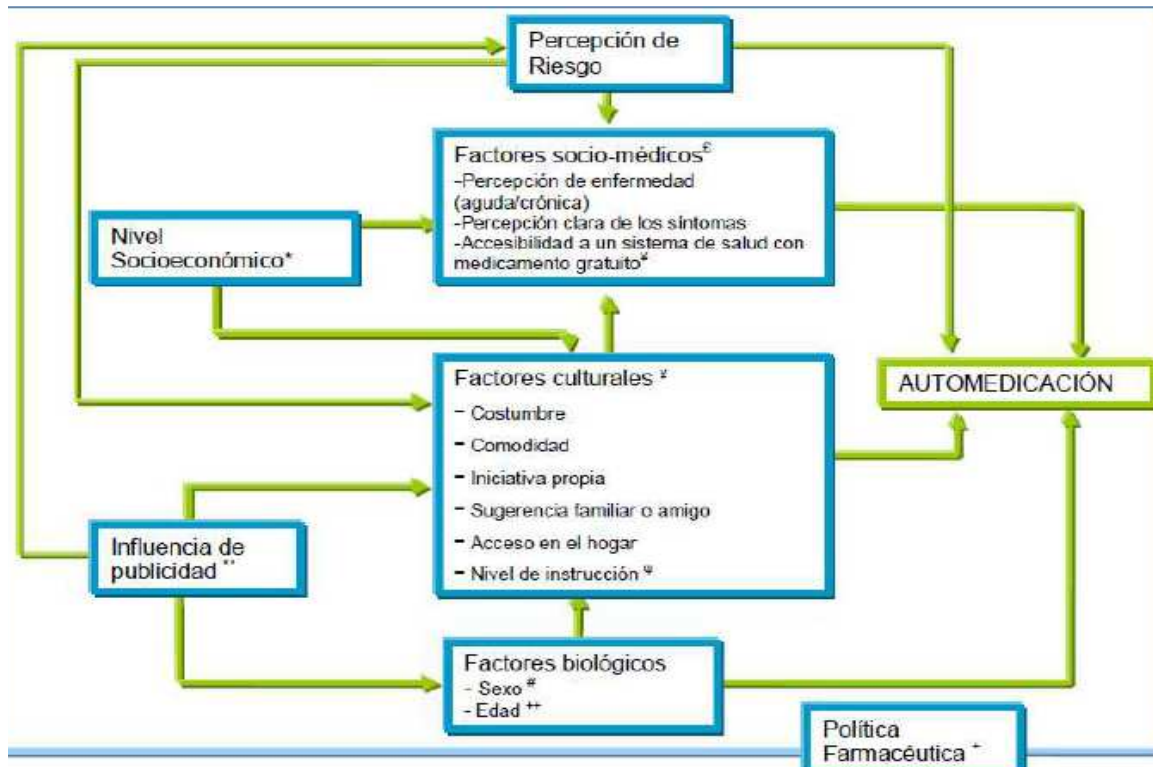 Percepción de
Riesgo
Factores socio-médicos€
-Percepción de enfermedad
(aguda/crónica)
-Percepción clara de los síntomas
-Accesibilidad a un sistema de salud con
medicamento gratuito¥
Nivel
Socioeconómico*
Factores culturales ¥
- Costumbre
- Comodidad
- Iniciativa propia
- Sugerencia familiar o amigo
- Acceso en el hogar
- Nivel de instrucción Ψ
AUTOMEDICACIÓN
Influencia de
publicidad **
Factores biológicos
- Sexo #
- Edad ++
Política
Farmacéutica +